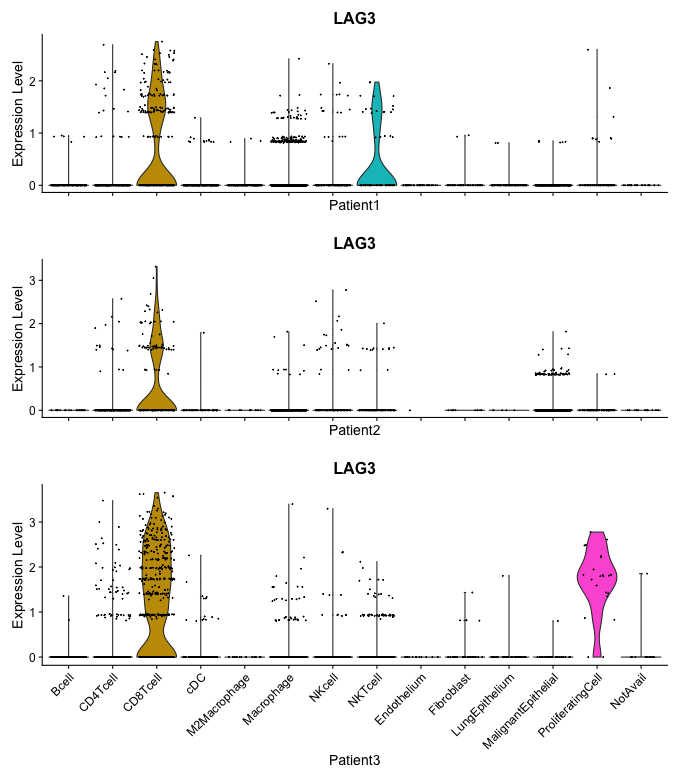 LAG3
Expression Level
2
1
0
Patient1
LAG3
Expression Level
3
2
1
0
Patient2
LAG3
Expression Level
3
2
1
0
Bcell
CD4Tcell
CD8Tcell
cDC
M2Macrophage
Macrophage
NKcell
NKTcell
Endothelium
Fibroblast
LungEpithelium
MalignantEpithelial
ProliferatingCell
NotAvail
Patient3